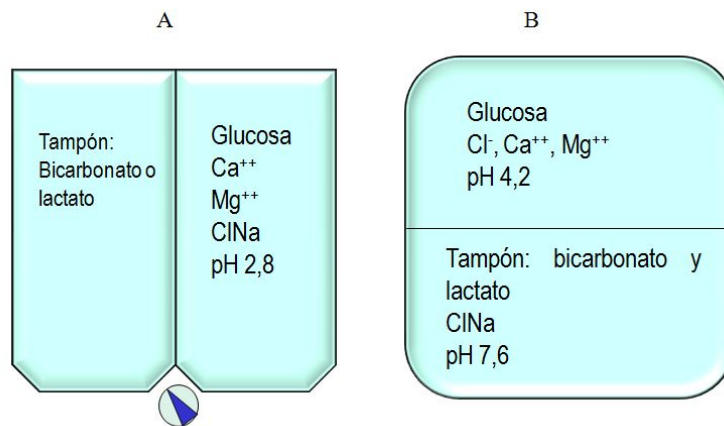 A
B
Tampón:
Bicarbonato o
lactato
Glucosa
Ca⁺⁺
Mg⁺⁺
ClNa
pH 2,8
Glucosa
Cl⁻, Ca⁺⁺, Mg⁺⁺
pH 4,2
Tampón: bicarbonato y
lactato
ClNa
pH 7,6